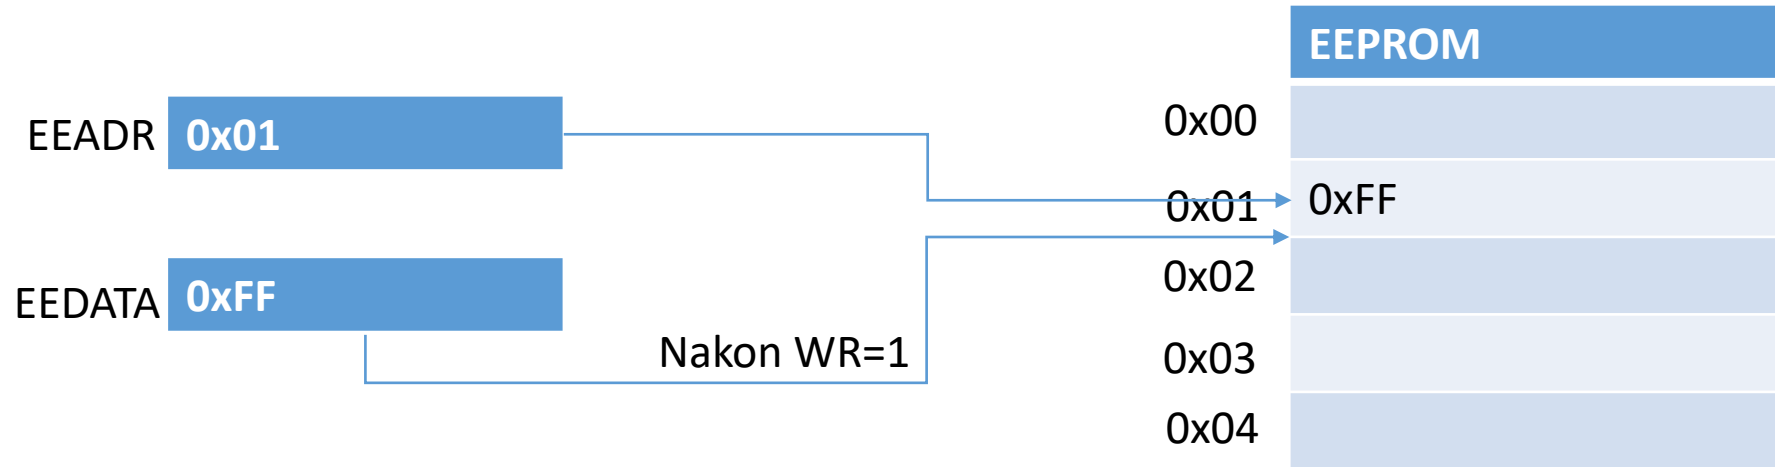 EEPROM
0x00
EEADR 0x01
0x01 0xFF
0x02
EEDATA 0xFF
Nakon WR=1
0x03
0x04